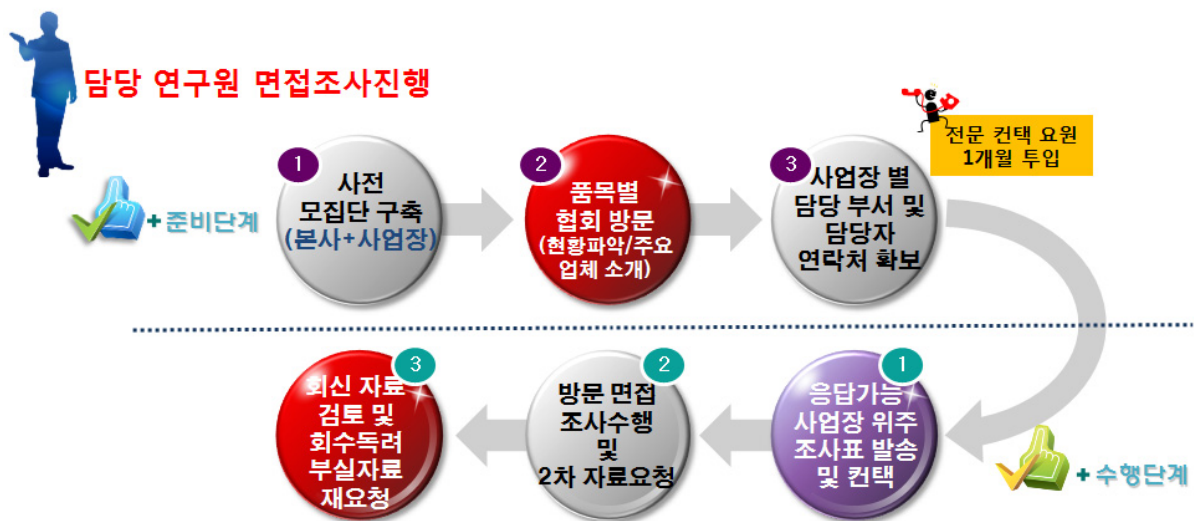 담당 연구원 면접조사진행
전문 컨택 요원
1개월 투입
+준비단계
1
사전
모집단 구축
(본사+사업장)
2
품목별
협회 방문
(현황파악/주요
업체 소개)
3
사업장 별
담당 부서 및
담당자
연락처 확보
1
응답가능
사업장 위주
조사표 발송
및 컨택
2
방문 면접
조사수행
및
2차 자료요청
3
회신 자료
검토 및
회수독려
부실자료
재요청
+수행단계